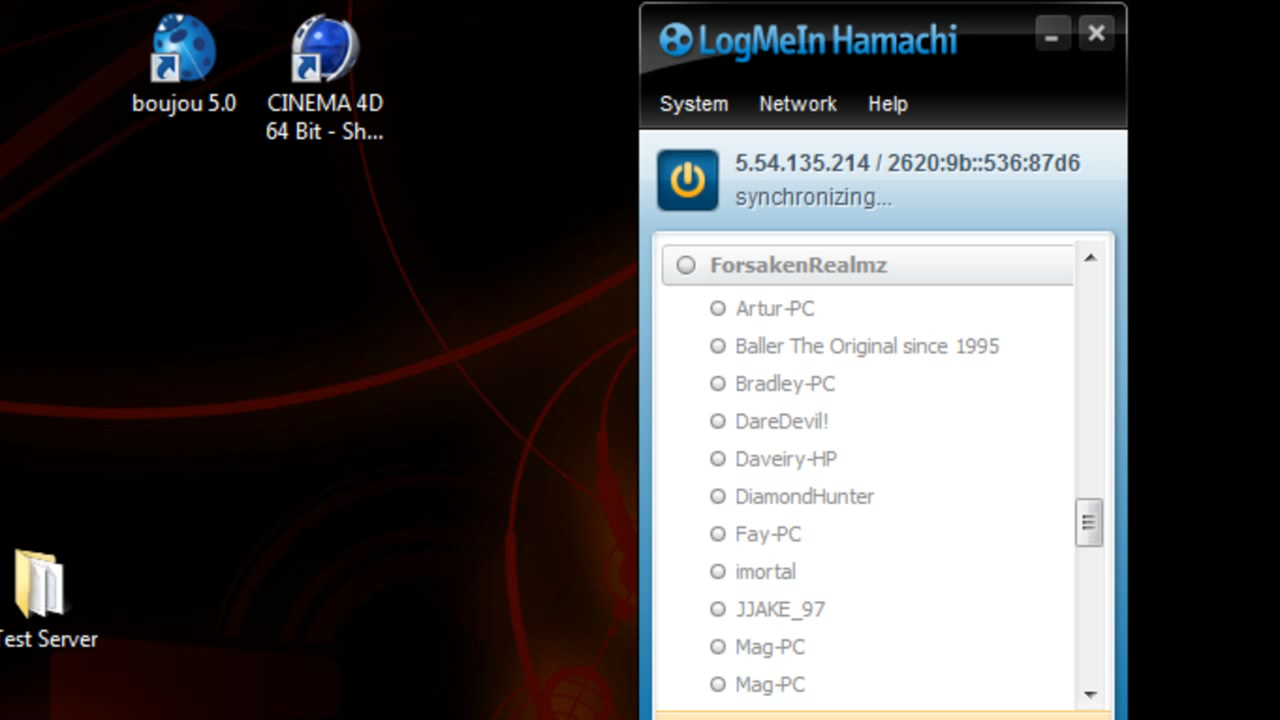 boujou 5.0
CINEMA 4D
64 Bit - Sh...
Test Server
LogMeIn Hamachi
System Network Help
5.54.135.214 / 2620:9b::536:87d6
synchronizing...
ForsakenRealmz
Artur-PC
Baller The Original since 1995
Bradley-PC
DareDevil!
Daveiry-HP
DiamondHunter
Fay-PC
imortal
JJAKE_97
Mag-PC
Mag-PC